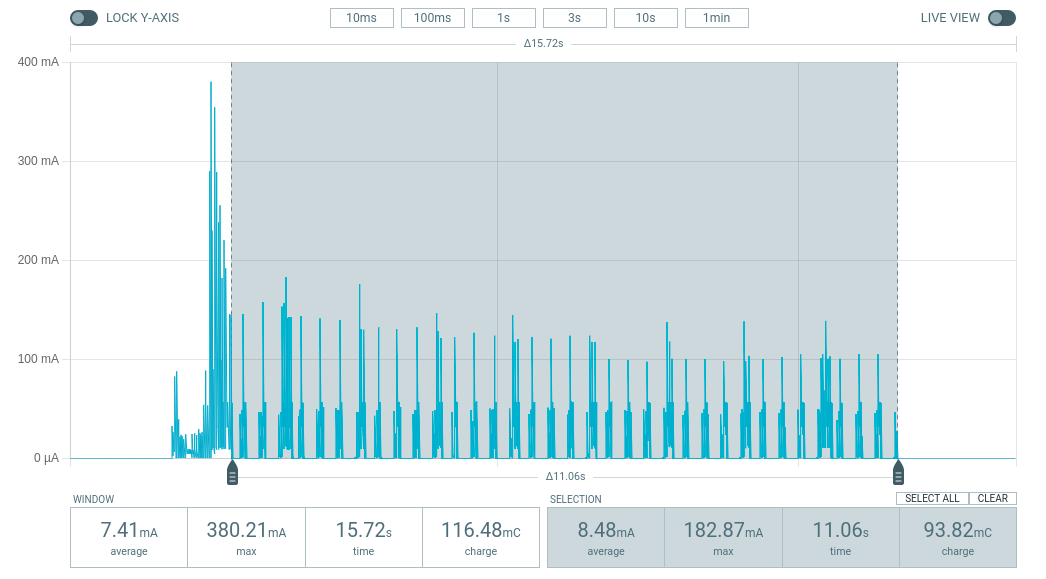 LOCK Y-AXIS 10ms 100ms 1s 3s 10s 1min LIVE VIEW
Δ15.72s
400 mA
300 mA
200 mA
100 mA
0 µA
Δ11.06s
WINDOW SELECTION SELECT ALL CLEAR
7.41mA 380.21mA 15.72s 116.48mC 8.48mA 182.87mA 11.06s 93.82mC
average max time charge average max time charge